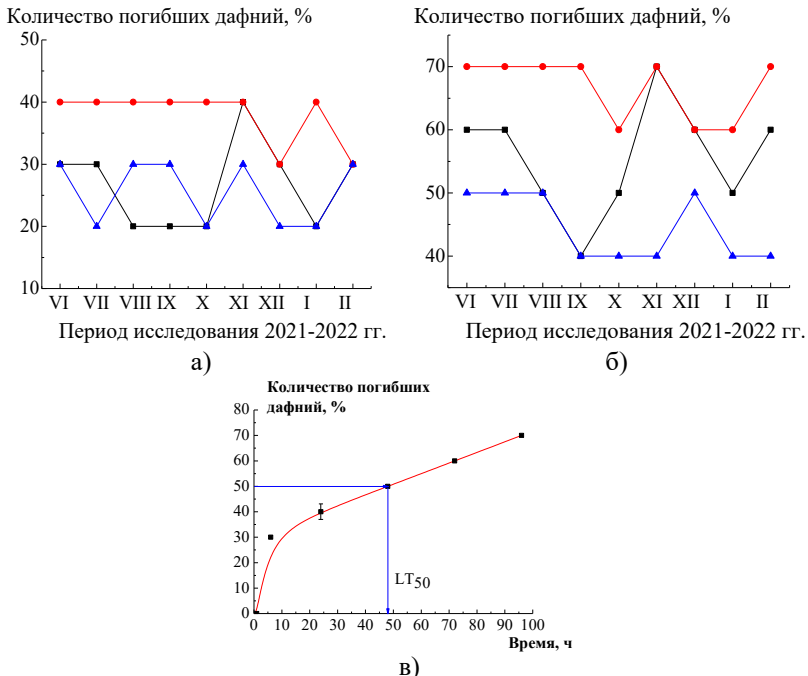 Количество погибших дафний, %
50
40
30
20
10
VI VII VIII IX X XI XII I II
Период исследования 2021-2022 гг.
а)
Количество погибших дафний, %
70
60
50
40
VI VII VIII IX X XI XII I II
Период исследования 2021-2022 гг.
б)
Количество погибших
дафний, %
80
70
60
50
40
30
20
10
0
LT50
0 10 20 30 40 50 60 70 80 90 100
Время, ч
в)